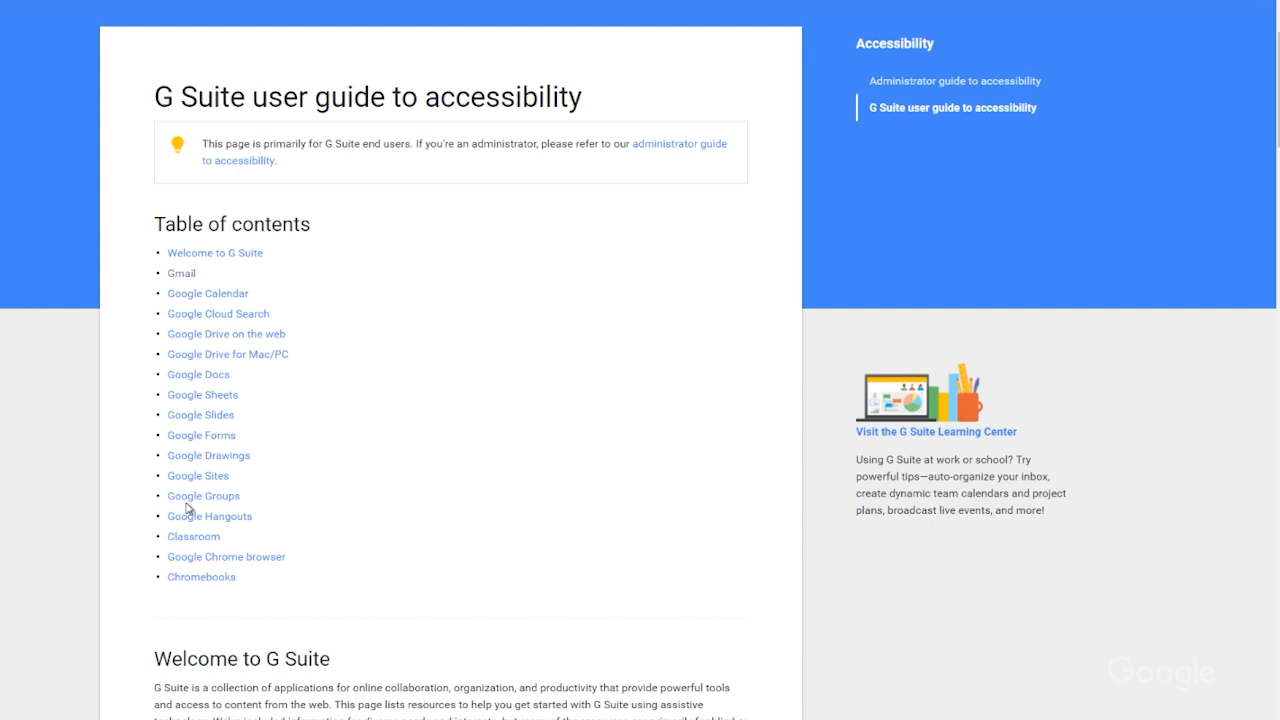 G Suite user guide to accessibility
This page is primarily for G Suite end users. If you're an administrator, please refer to our administrator guide
to accessibility.
Table of contents
• Welcome to G Suite
• Gmail
• Google Calendar
• Google Cloud Search
• Google Drive on the web
• Google Drive for Mac/PC
• Google Docs
• Google Sheets
• Google Slides
• Google Forms
• Google Drawings
• Google Sites
• Google Groups
• Google Hangouts
• Classroom
• Google Chrome browser
• Chromebooks
Welcome to G Suite
G Suite is a collection of applications for online collaboration, organization, and productivity that provide powerful tools
and access to content from the web. This page lists resources to help you get started with G Suite using assistive
Accessibility
Administrator guide to accessibility
G Suite user guide to accessibility
Visit the G Suite Learning Center
Using G Suite at work or school? Try
powerful tips—auto-organize your inbox,
create dynamic team calendars and project
plans, broadcast live events, and more!
Google